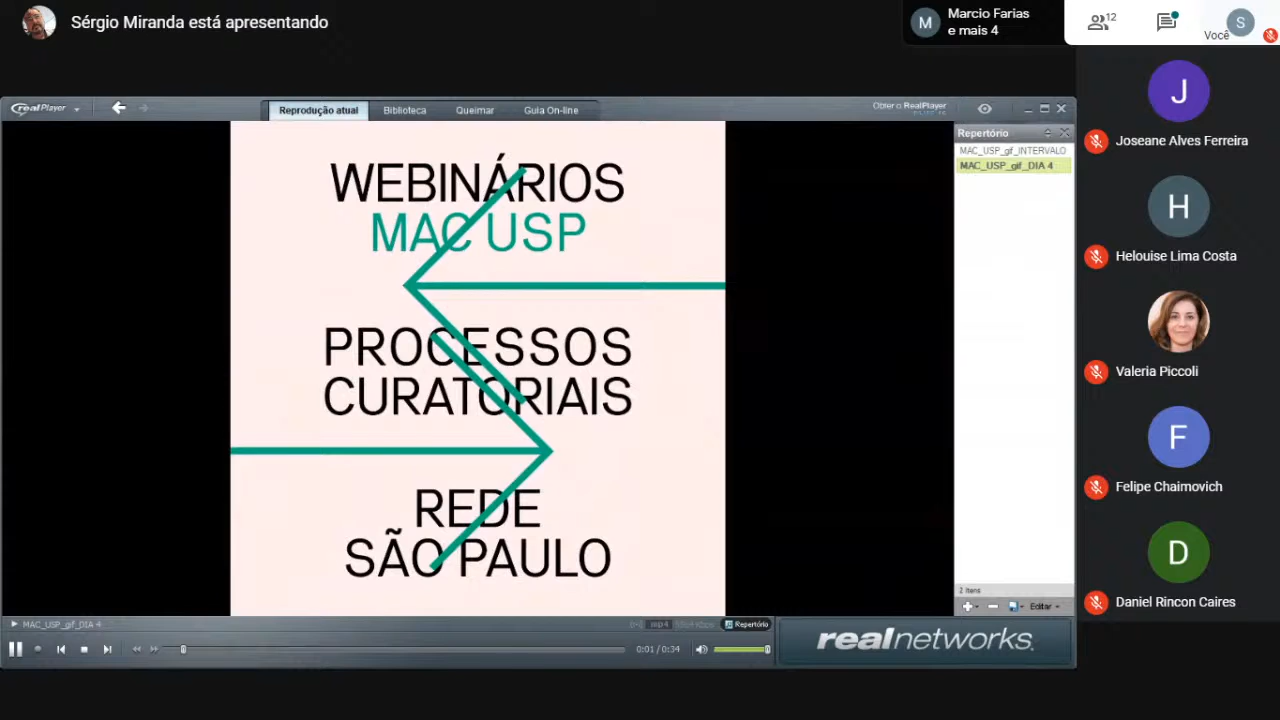 Sérgio Miranda está apresentando
M
Marcio Farias
e mais 4
12
Você
S
realPlayer
Reprodução atual
Biblioteca
Queimar
Guia On-line
Obter o RealPlayer
Repertório
MAC_USP_gif_INTERVALO
MAC_USP_gif_DIA 4
WEBINÁRIOS
MAC USP
PROCESSOS
CURATORIAIS
REDE
SÃO PAULO
J
Joseane Alves Ferreira
H
Helouise Lima Costa
Valeria Piccoli
F
Felipe Chaimovich
D
Daniel Rincon Caires
2 Itens
Editar
MAC_USP_gif_DIA 4
mp4
Repertório
0:01 / 0:34
realnetworks.